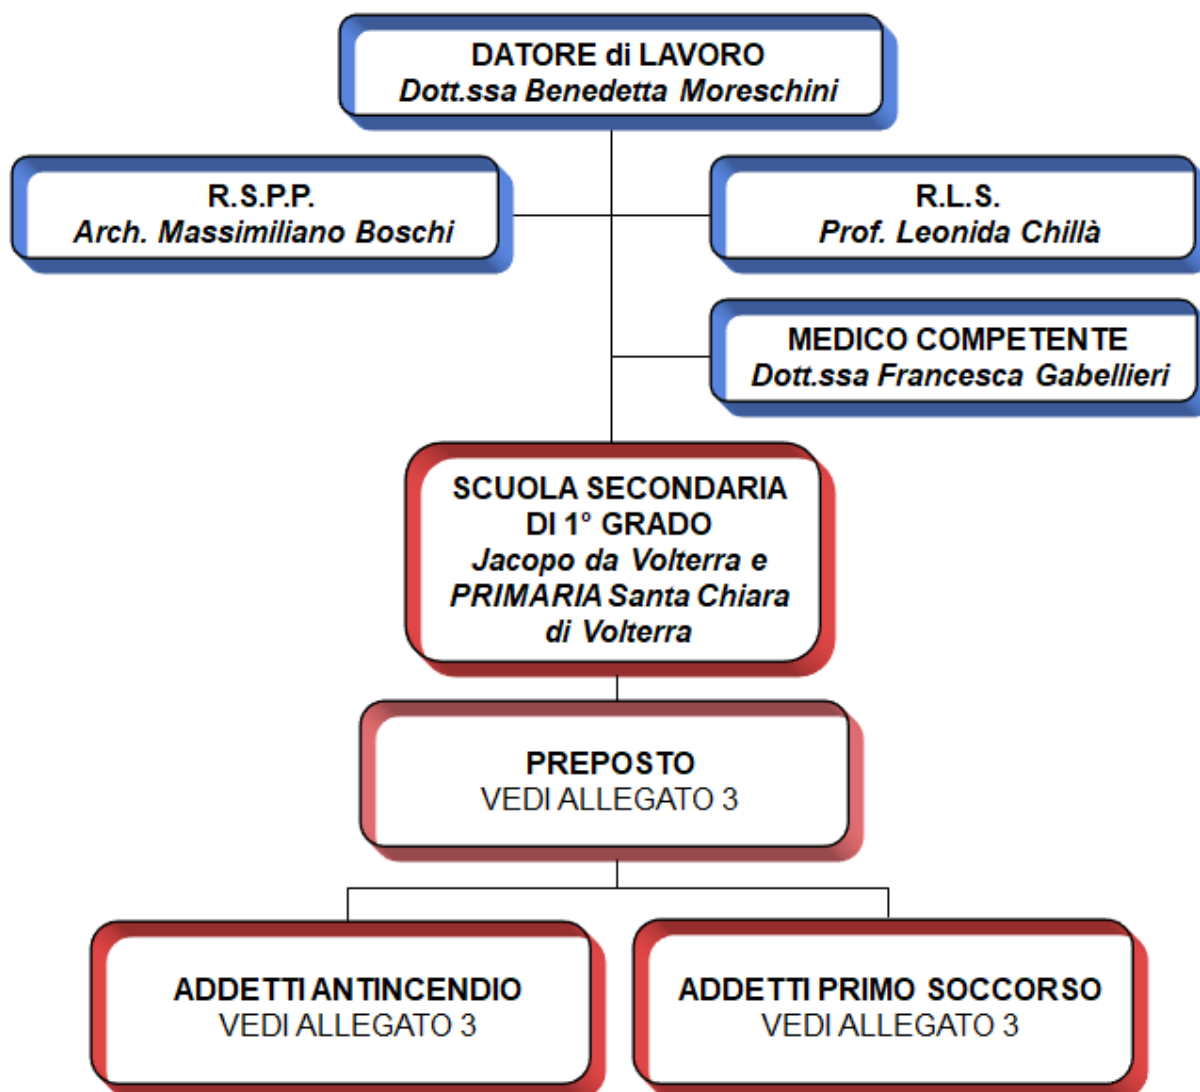 DATORE di LAVORO
Dott.ssa Benedetta Moreschini
R.S.P.P.
Arch. Massimiliano Boschi
R.L.S.
Prof. Leonida Chillà
MEDICO COMPETENTE
Dott.ssa Francesca Gabellieri
SCUOLA SECONDARIA
DI 1° GRADO
Jacopo da Volterra e
PRIMARIA Santa Chiara
di Volterra
PREPOSTO
VEDI ALLEGATO 3
ADDETTI ANTINCENDIO
VEDI ALLEGATO 3
ADDETTI PRIMO SOCCORSO
VEDI ALLEGATO 3